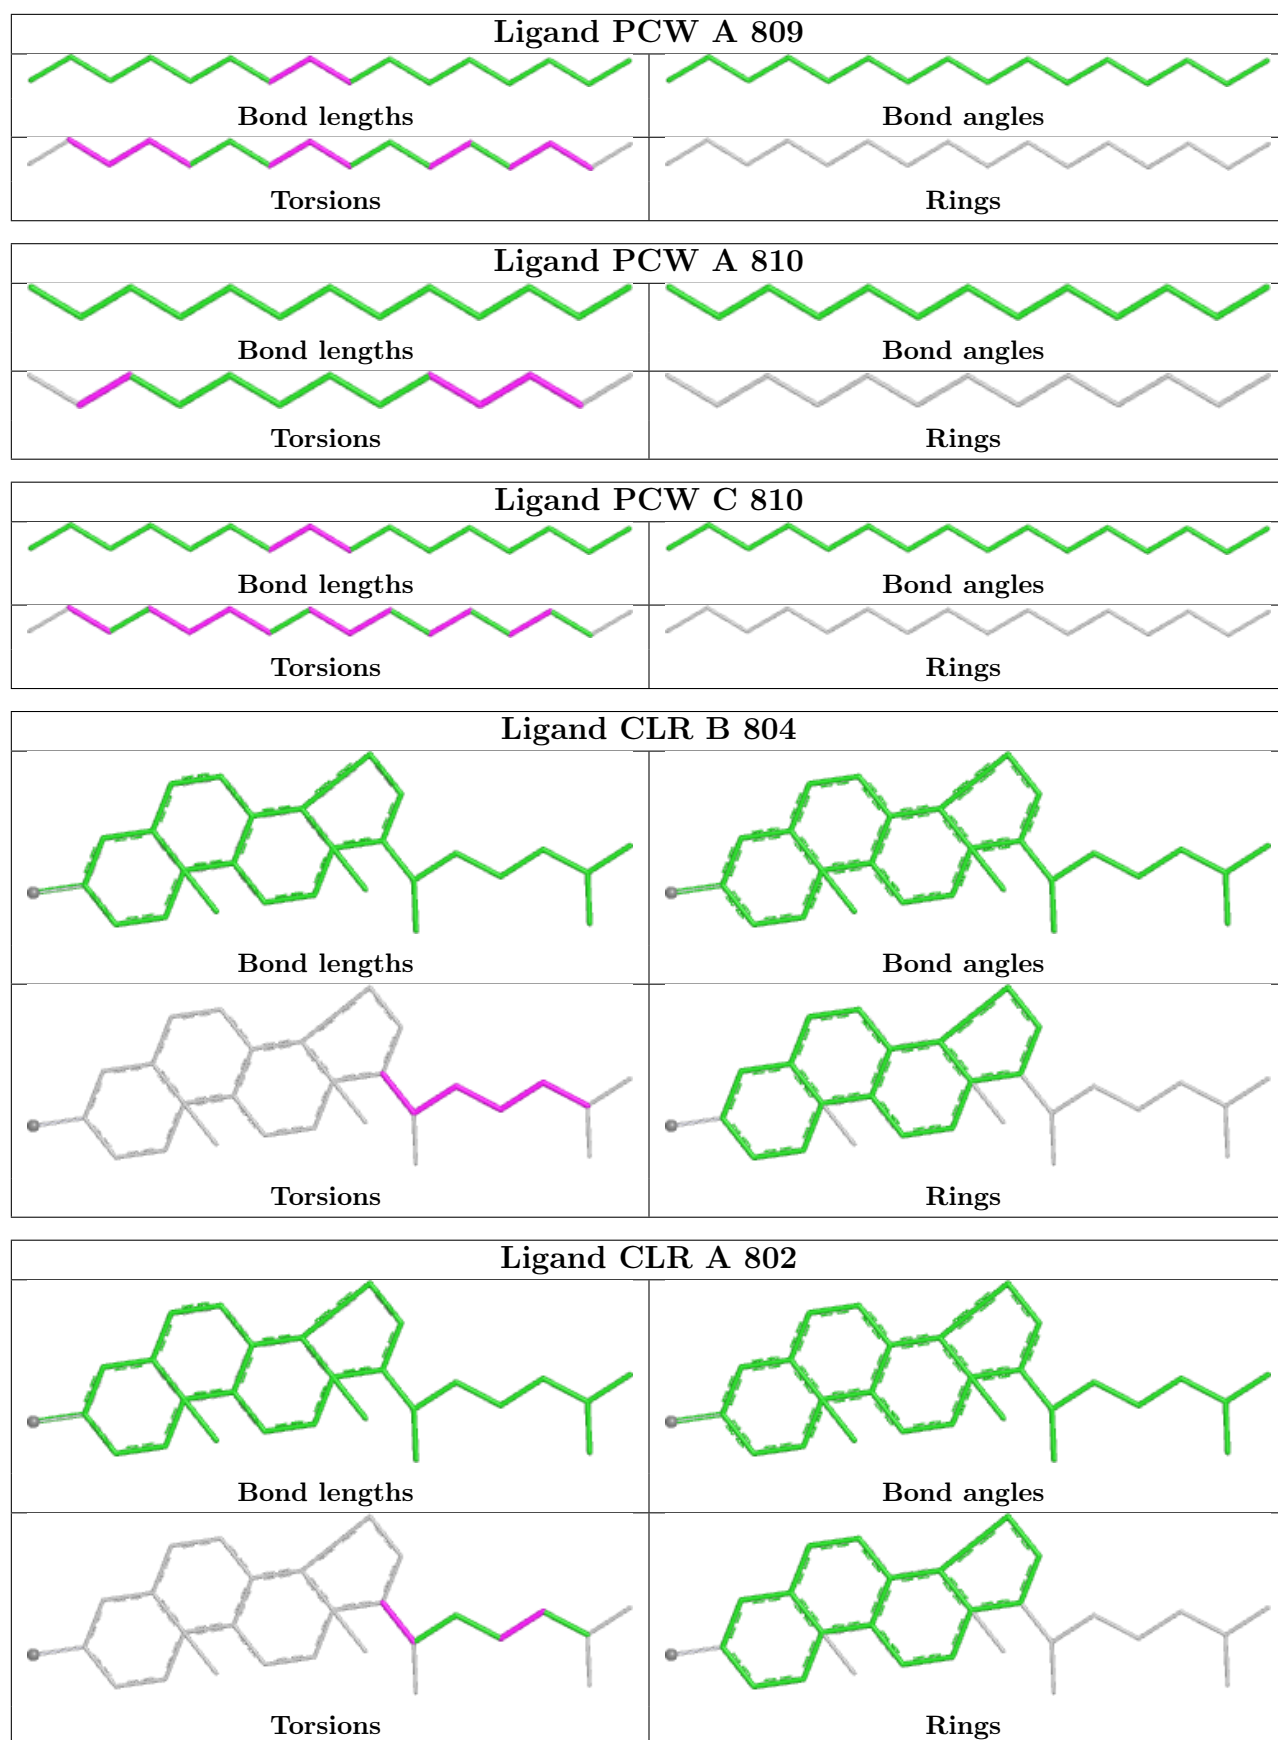 Ligand PCW A 809
Bond lengths
Bond angles
Torsions
Rings
Ligand PCW A 810
Bond lengths
Bond angles
Torsions
Rings
Ligand PCW C 810
Bond lengths
Bond angles
Torsions
Rings
Ligand CLR B 804
Bond lengths
Bond angles
Torsions
Rings
Ligand CLR A 802
Bond lengths
Bond angles
Torsions
Rings